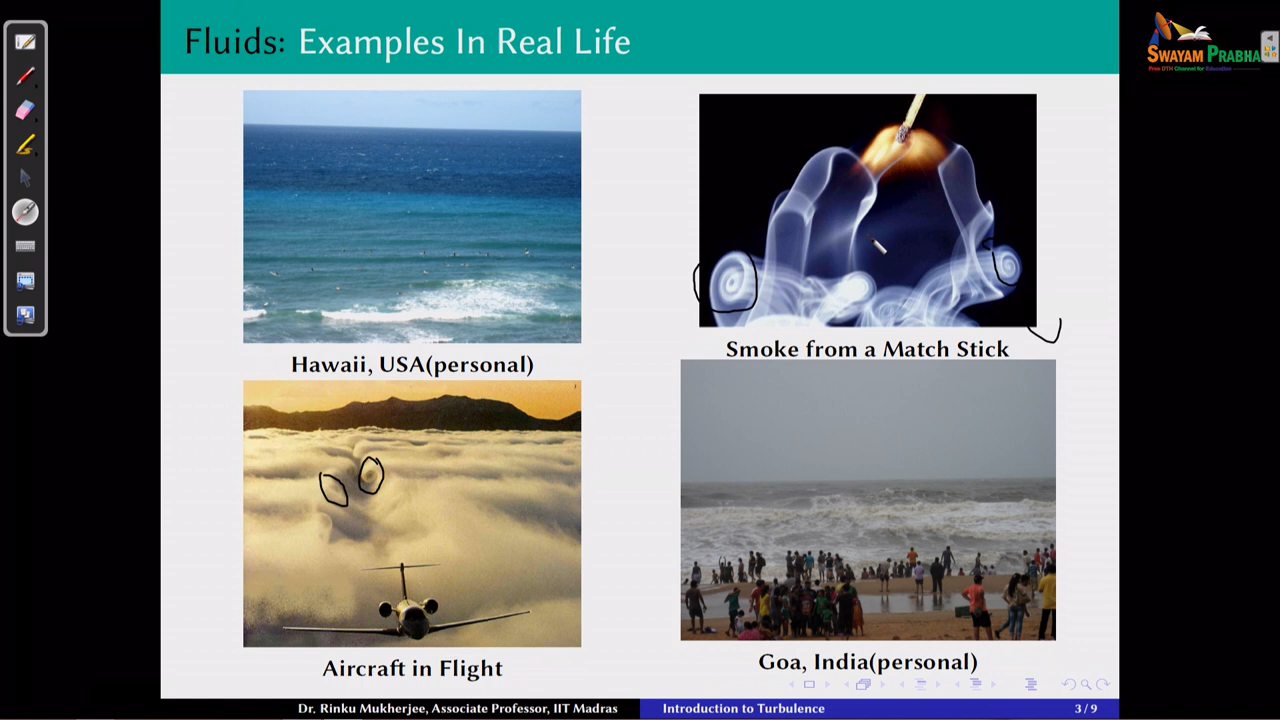 Fluids: Examples In Real Life
SWAYAM PRABHA
Free DTH Channel for Education
Hawaii, USA(personal)
Smoke from a Match Stick
Aircraft in Flight
Goa, India(personal)
Dr. Rinku Mukherjee, Associate Professor, IIT Madras
Introduction to Turbulence
3 / 9